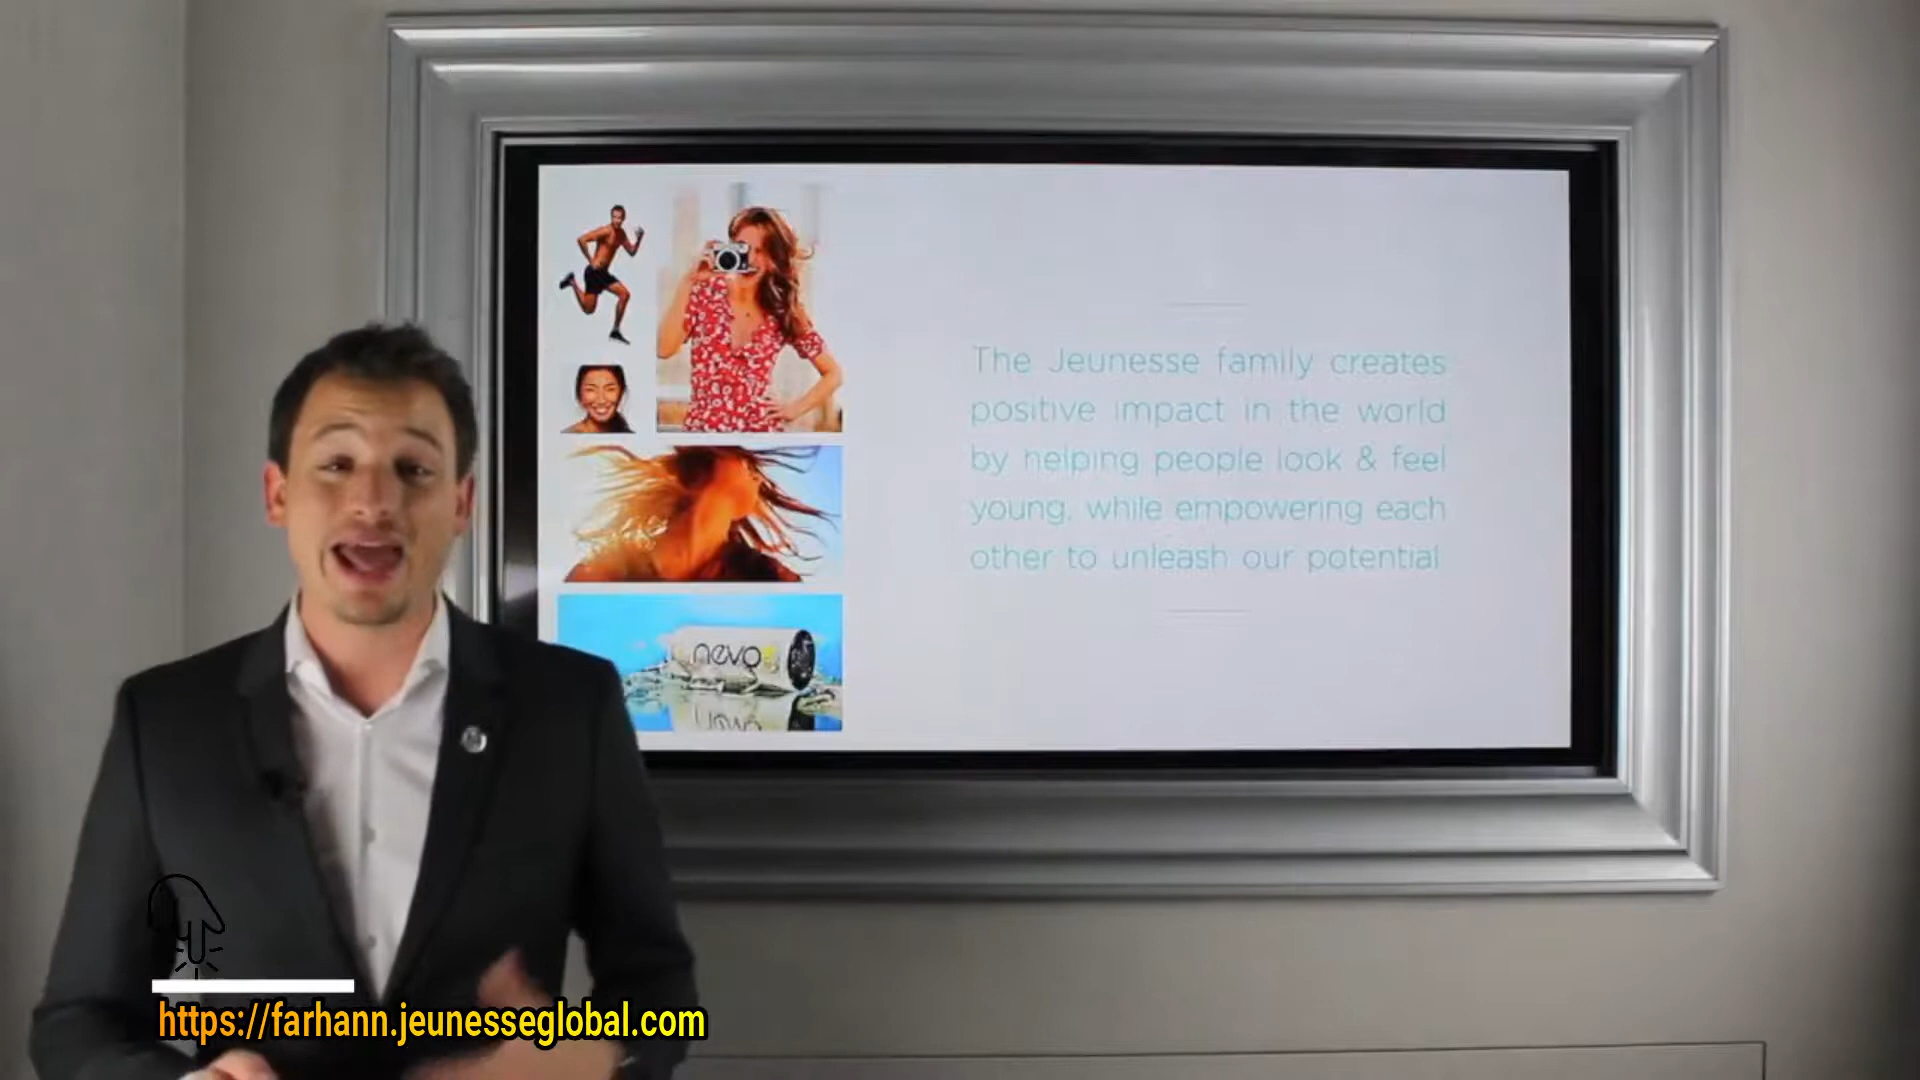 The Jeunesse family creates
positive impact in the world
by helping people look & feel
young, while empowering each
other to unleash our potential
nevo
https://farhann.jeunesseglobal.com